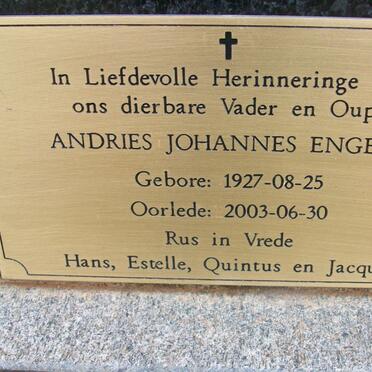 In Liefdevolle Herinneringe
ons dierbare Vader en Oup
ANDRIES JOHANNES ENGE
Gebore: 1927-08-25
Oorlede: 2003-06-30
Rus in Vrede
Hans, Estelle, Quintus en Jacqu